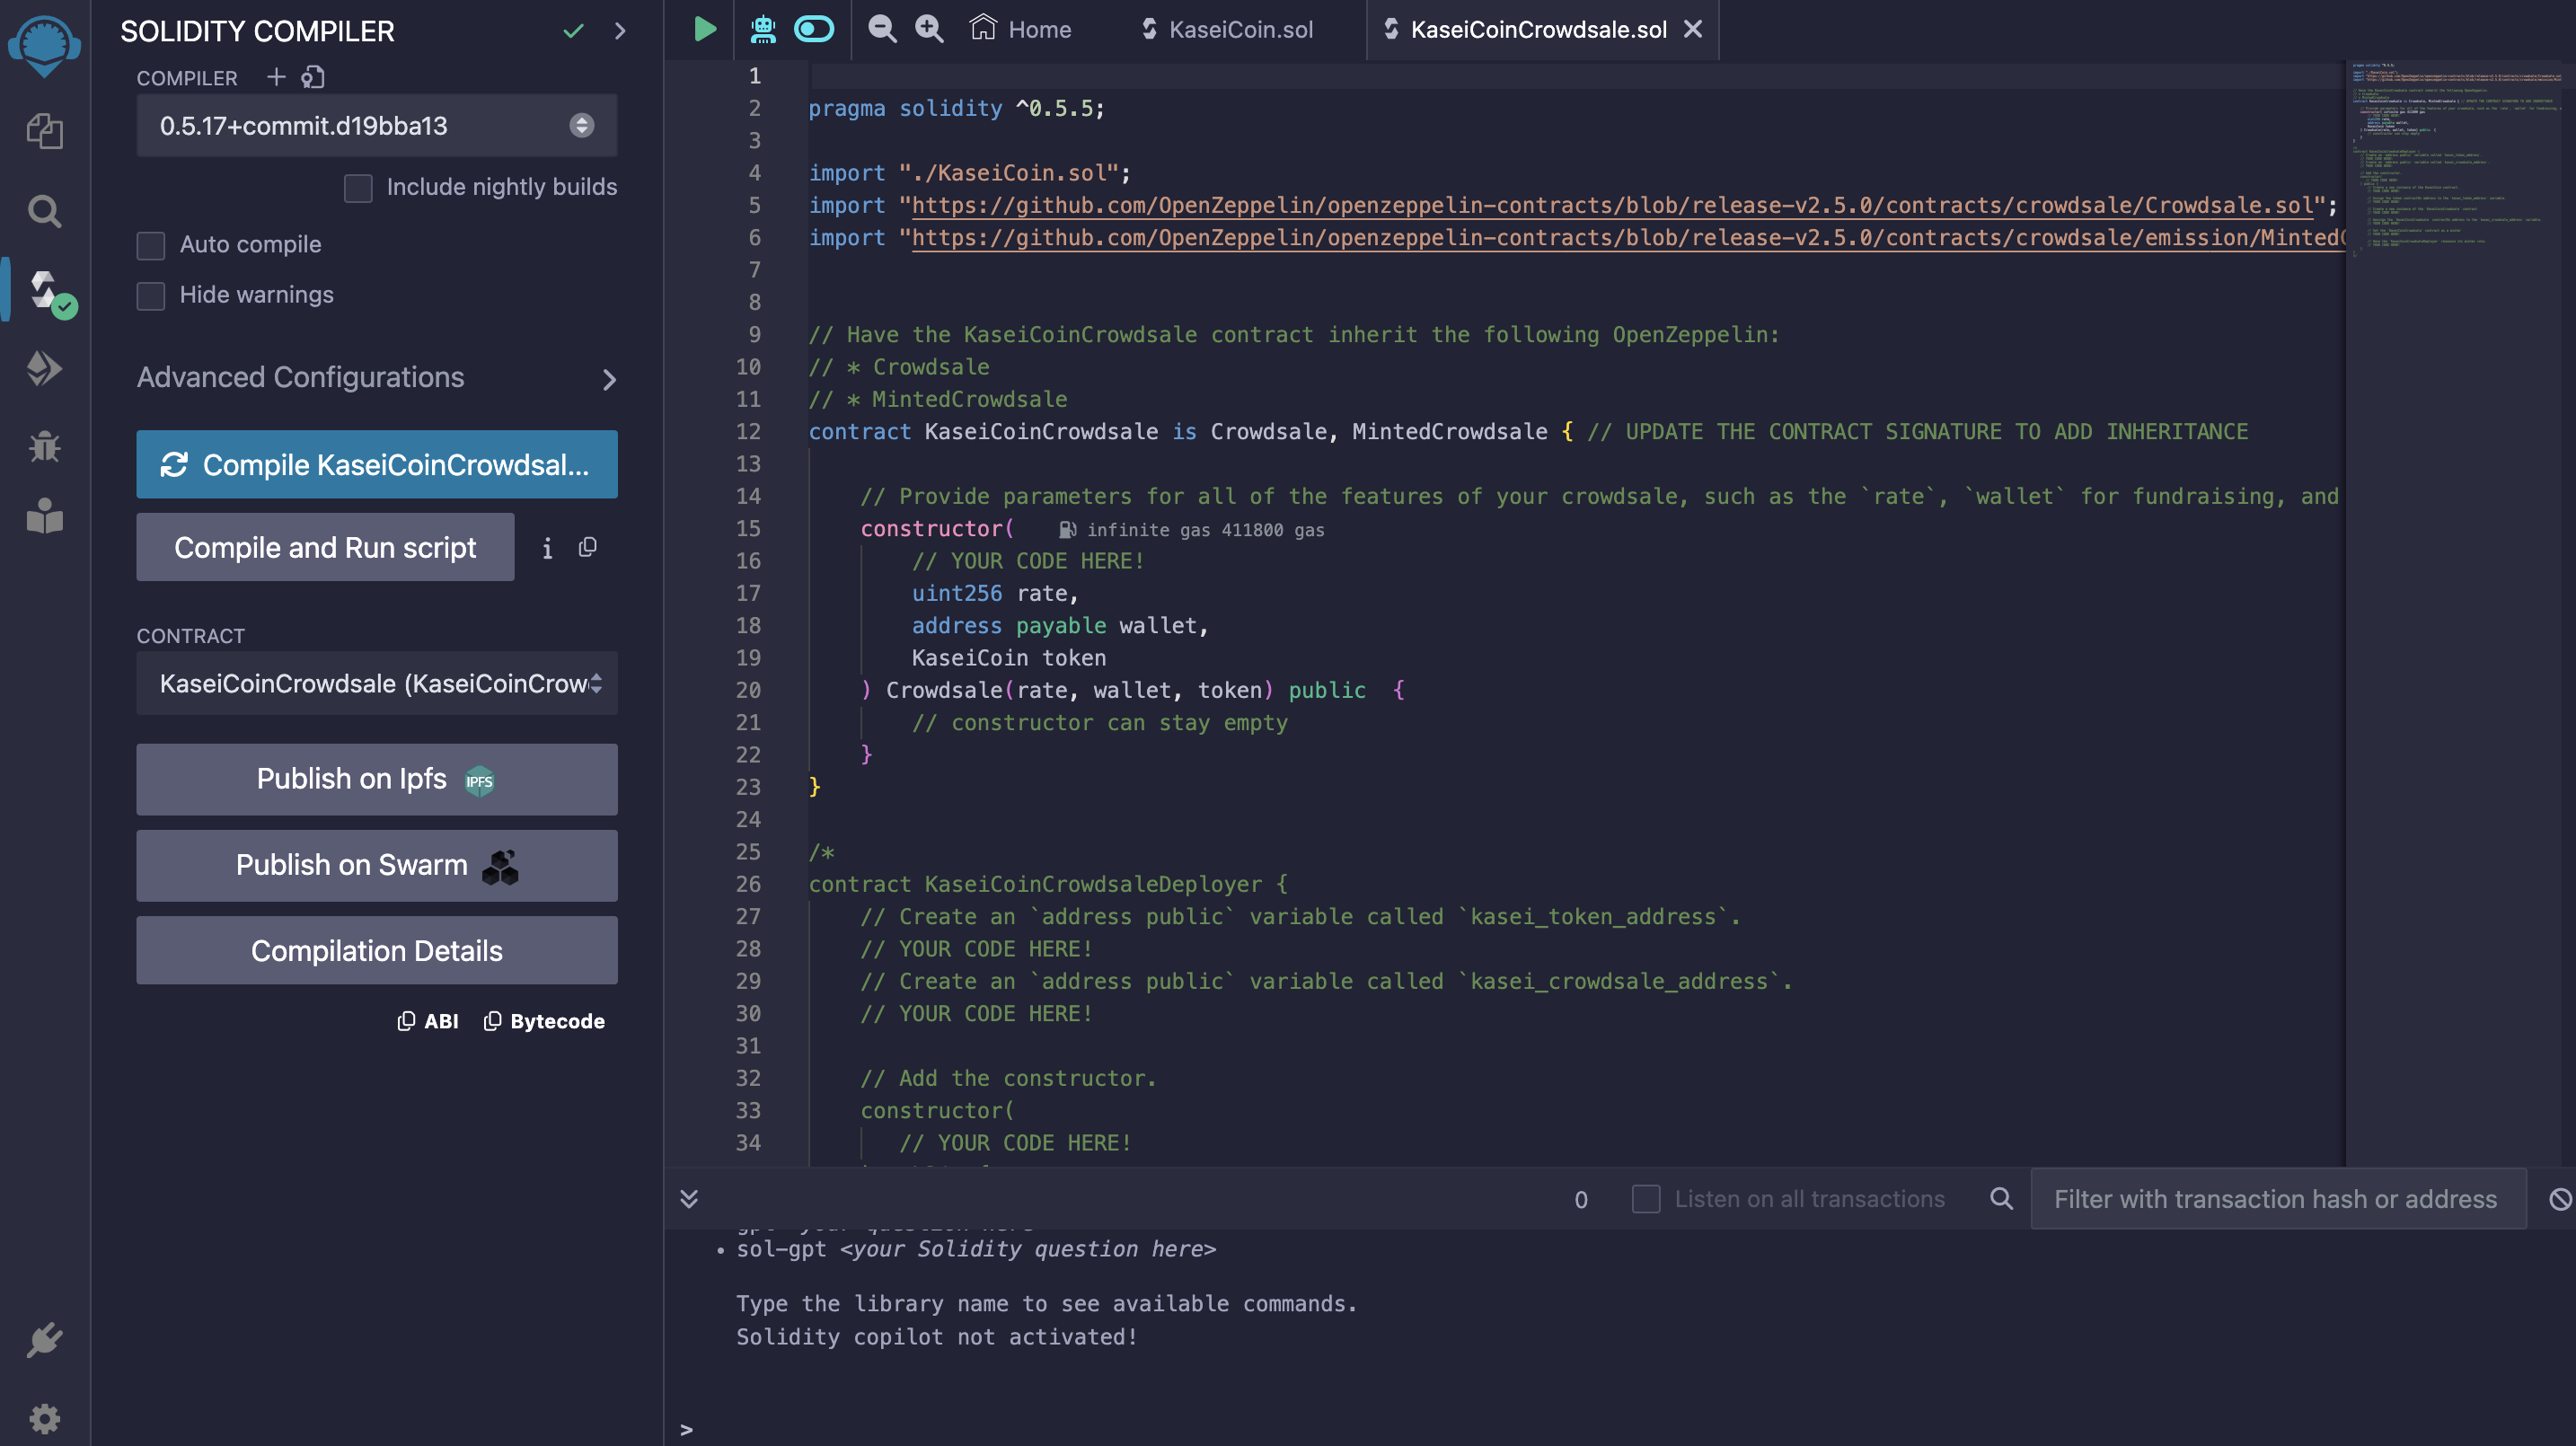 SOLIDITY COMPILER
COMPILER
0.5.17+commit.d19bba13
Include nightly builds
Auto compile
Hide warnings
Advanced Configurations
Compile KaseiCoinCrowdsal...
Compile and Run script
CONTRACT
KaseiCoinCrowdsale (KaseiCoinCrow
Publish on Ipfs
IPFS
Publish on Swarm
Compilation Details
ABI Bytecode
Home KaseiCoin.sol KaseiCoinCrowdsale.sol
1
2 pragma solidity ^0.5.5;
3
4 import "./KaseiCoin.sol";
5 import "https://github.com/OpenZeppelin/openzeppelin-contracts/blob/release-v2.5.0/contracts/crowdsale/Crowdsale.sol";
6 import "https://github.com/OpenZeppelin/openzeppelin-contracts/blob/release-v2.5.0/contracts/crowdsale/emission/Minted
7
8
9 // Have the KaseiCoinCrowdsale contract inherit the following OpenZeppelin:
10 // * Crowdsale
11 // * MintedCrowdsale
12 contract KaseiCoinCrowdsale is Crowdsale, MintedCrowdsale { // UPDATE THE CONTRACT SIGNATURE TO ADD INHERITANCE
13
14 // Provide parameters for all of the features of your crowdsale, such as the `rate`, `wallet` for fundraising, and
15 constructor( infinite gas 411800 gas
16 // YOUR CODE HERE!
17 uint256 rate,
18 address payable wallet,
19 KaseiCoin token
20 ) Crowdsale(rate, wallet, token) public {
21 // constructor can stay empty
22 }
23 }
24
25 /*
26 contract KaseiCoinCrowdsaleDeployer {
27 // Create an `address public` variable called `kasei_token_address`.
28 // YOUR CODE HERE!
29 // Create an `address public` variable called `kasei_crowdsale_address`.
30 // YOUR CODE HERE!
31
32 // Add the constructor.
33 constructor(
34 // YOUR CODE HERE!
0 Listen on all transactions Filter with transaction hash or address
• sol-gpt <your Solidity question here>
Type the library name to see available commands.
Solidity copilot not activated!
>